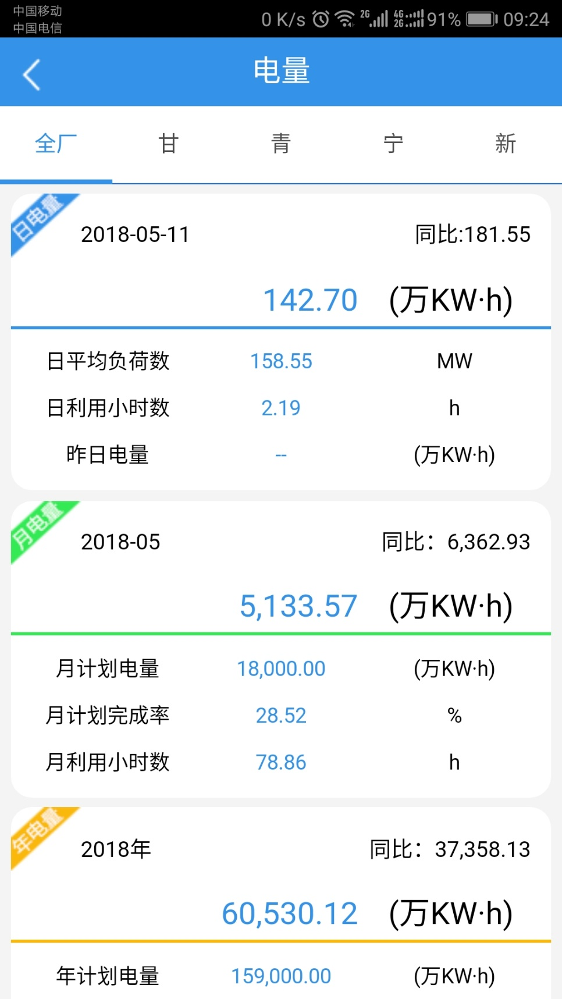 中国移动
中国电信
0 K/s 2G 4G 2G 91% 09:24
电量
全厂 甘 青 宁 新
日电量
2018-05-11 同比:181.55
142.70 (万KW·h)
日平均负荷数 158.55 MW
日利用小时数 2.19 h
昨日电量 -- (万KW·h)
月电量
2018-05 同比：6,362.93
5,133.57 (万KW·h)
月计划电量 18,000.00 (万KW·h)
月计划完成率 28.52 %
月利用小时数 78.86 h
年电量
2018年 同比：37,358.13
60,530.12 (万KW·h)
年计划电量 159,000.00 (万KW·h)